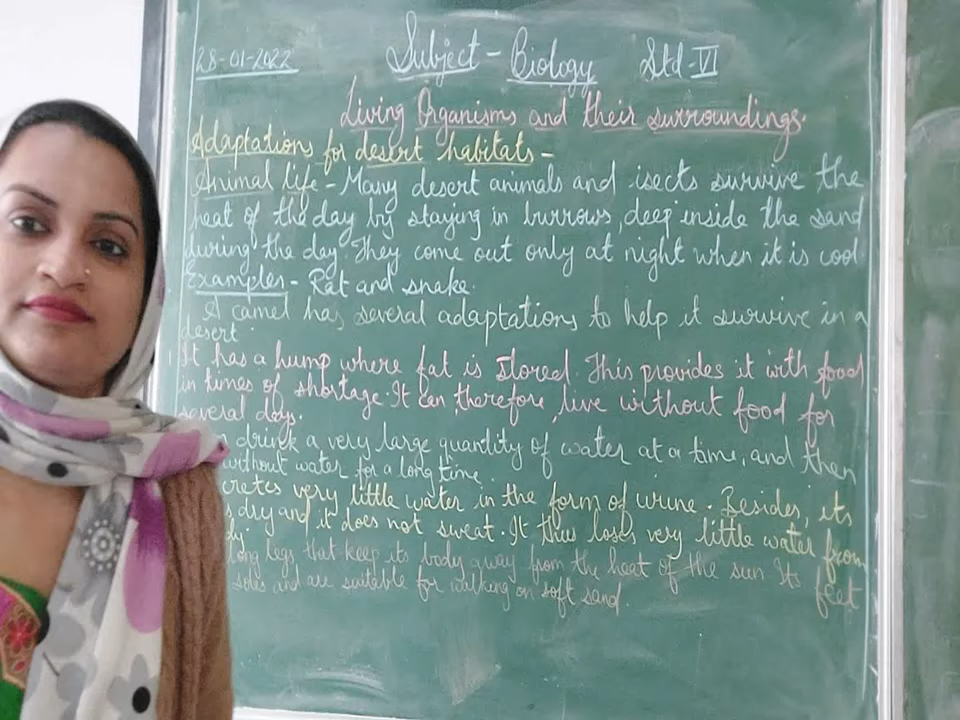 28-01-2022 Subject - Biology Std-VI
Living Organisms and their surroundings.
Adaptations for desert habitats -
Animal life - Many desert animals and isects survive the
heat of the day by staying in burrows, deep inside the sand
during the day. They come out only at night when it is cool
Examples - Rat and snake.
A camel has several adaptations to help it survive in a
desert
It has a hump where fat is stored. This provides it with food
in times of shortage. It can, therefore, live without food for
several days.
drink a very large quantity of water at a time, and then
without water for a long time.
cretes very little water in the form of urine. Besides, its
s dry and it does not sweat. It thus loses very little water from
dy.
long legs that keep its body away from the heat of the sun Its feet
soles and are suitable for walking on soft sand.